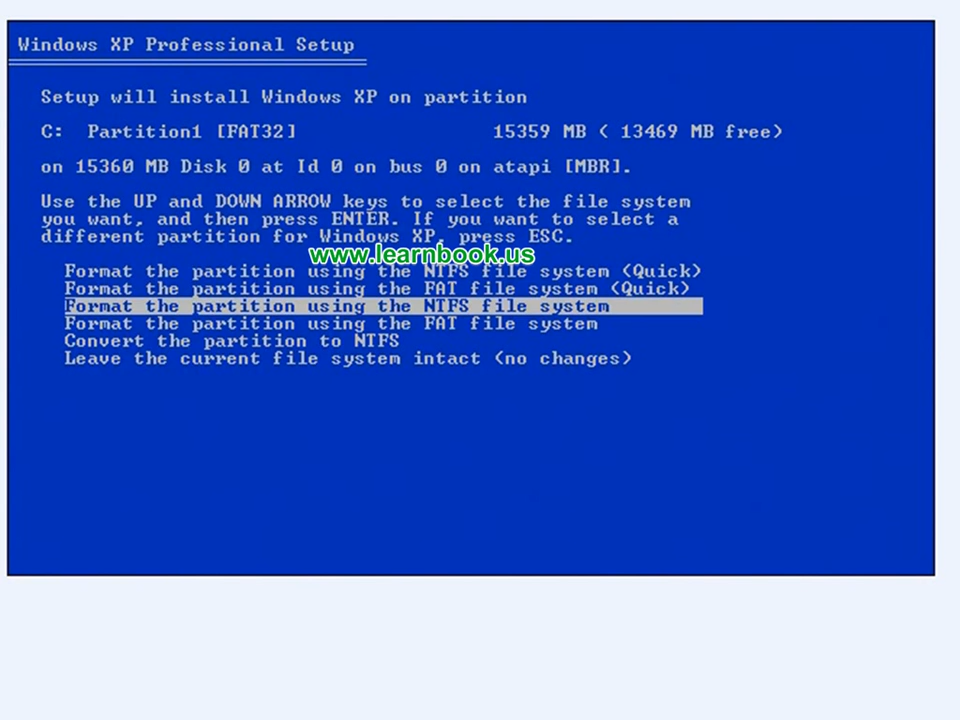 Windows XP Professional Setup
Setup will install Windows XP on partition
C: Partition1 [FAT32] 15359 MB ( 13469 MB free)
on 15360 MB Disk 0 at Id 0 on bus 0 on atapi [MBR].
Use the UP and DOWN ARROW keys to select the file system
you want, and then press ENTER. If you want to select a
different partition for Windows XP, press ESC.
www.learnbook.us
Format the partition using the NTFS file system (Quick)
Format the partition using the FAT file system (Quick)
Format the partition using the NTFS file system
Format the partition using the FAT file system
Convert the partition to NTFS
Leave the current file system intact (no changes)